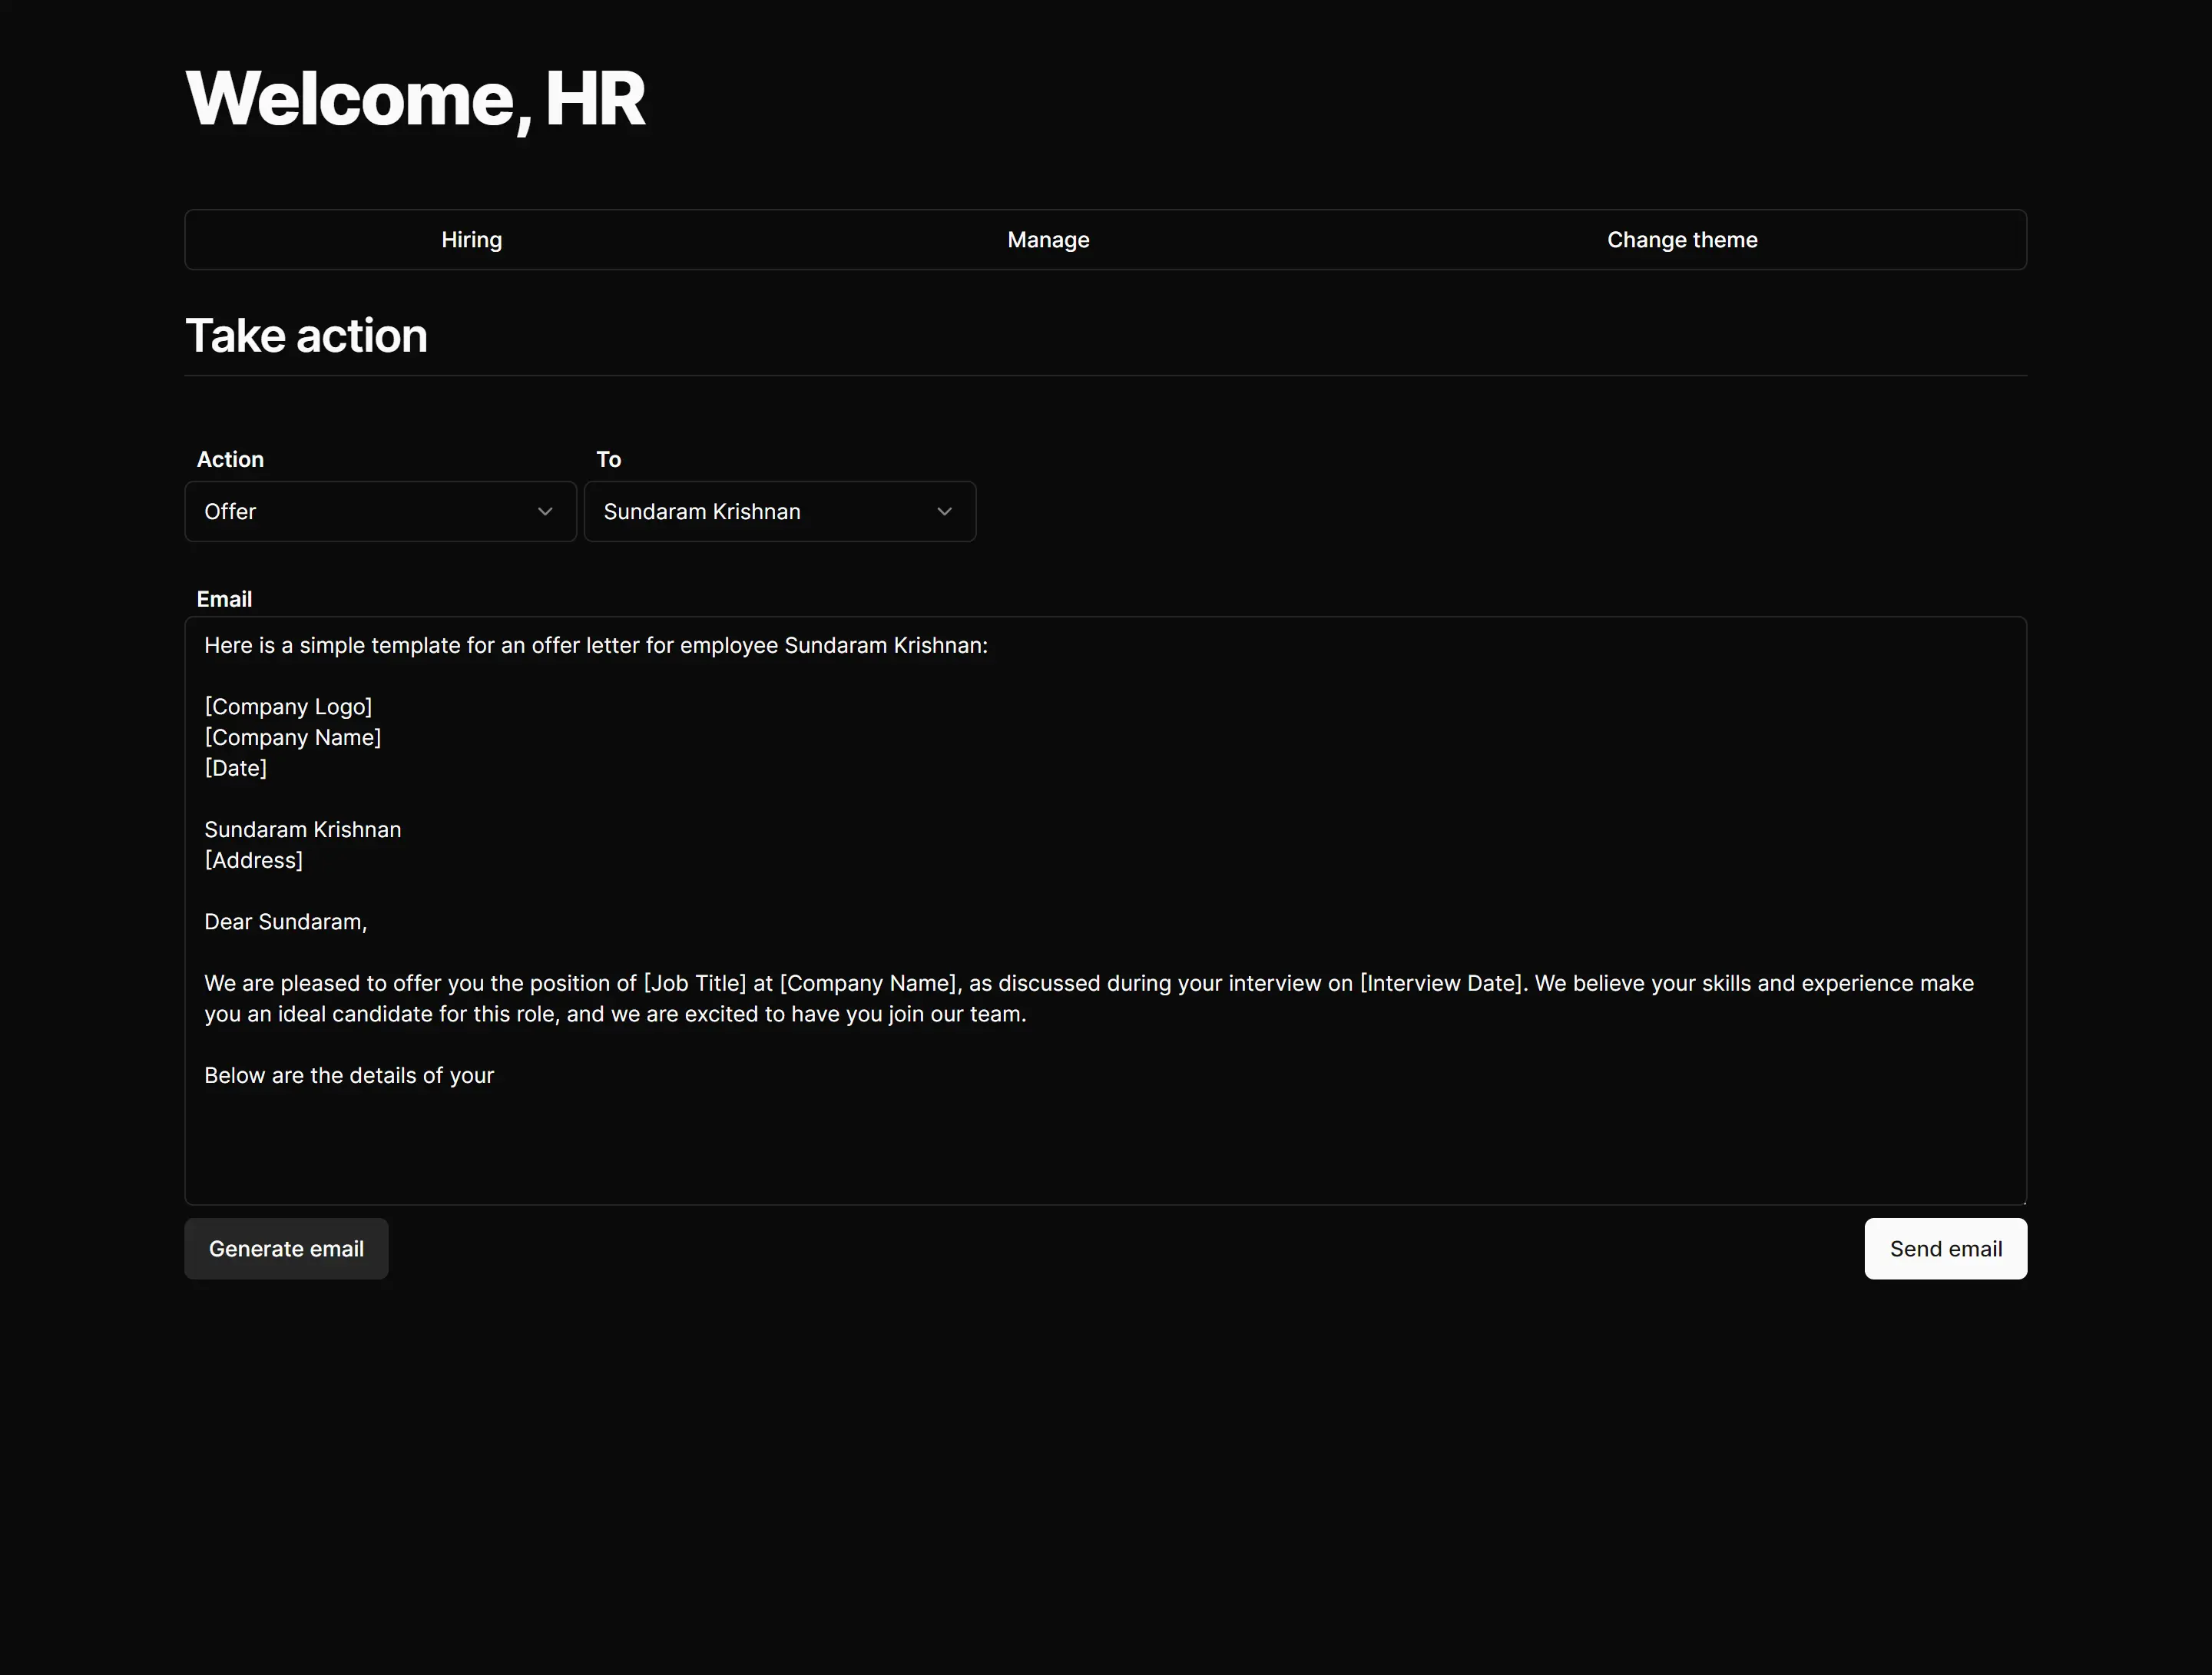 Welcome, HR
Hiring
Manage
Change theme
Take action
Action
To
Offer
Sundaram Krishnan
Email
Here is a simple template for an offer letter for employee Sundaram Krishnan:
[Company Logo]
[Company Name]
[Date]
Sundaram Krishnan
[Address]
Dear Sundaram,
We are pleased to offer you the position of [Job Title] at [Company Name], as discussed during your interview on [Interview Date]. We believe your skills and experience make
you an ideal candidate for this role, and we are excited to have you join our team.
Below are the details of your
Generate email
Send email